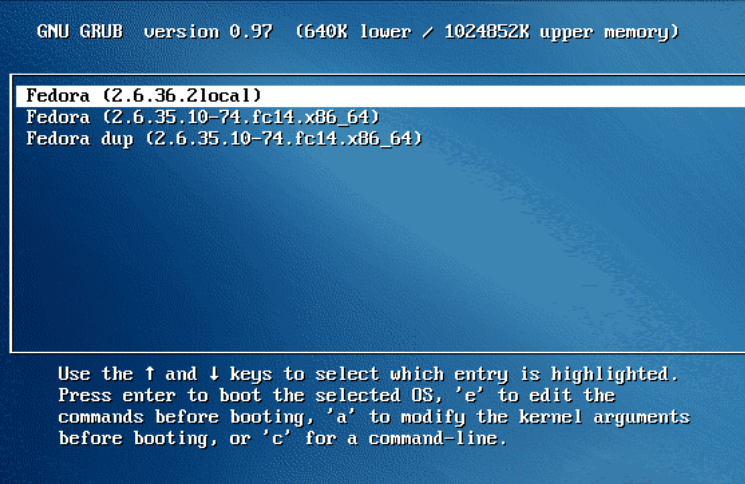 GNU GRUB  version 0.97  (640K lower / 1024852K upper memory)
Fedora (2.6.36.2local)
Fedora (2.6.35.10-74.fc14.x86_64)
Fedora dup (2.6.35.10-74.fc14.x86_64)
Use the ↑ and ↓ keys to select which entry is highlighted.
Press enter to boot the selected OS, 'e' to edit the
commands before booting, 'a' to modify the kernel arguments
before booting, or 'c' for a command-line.